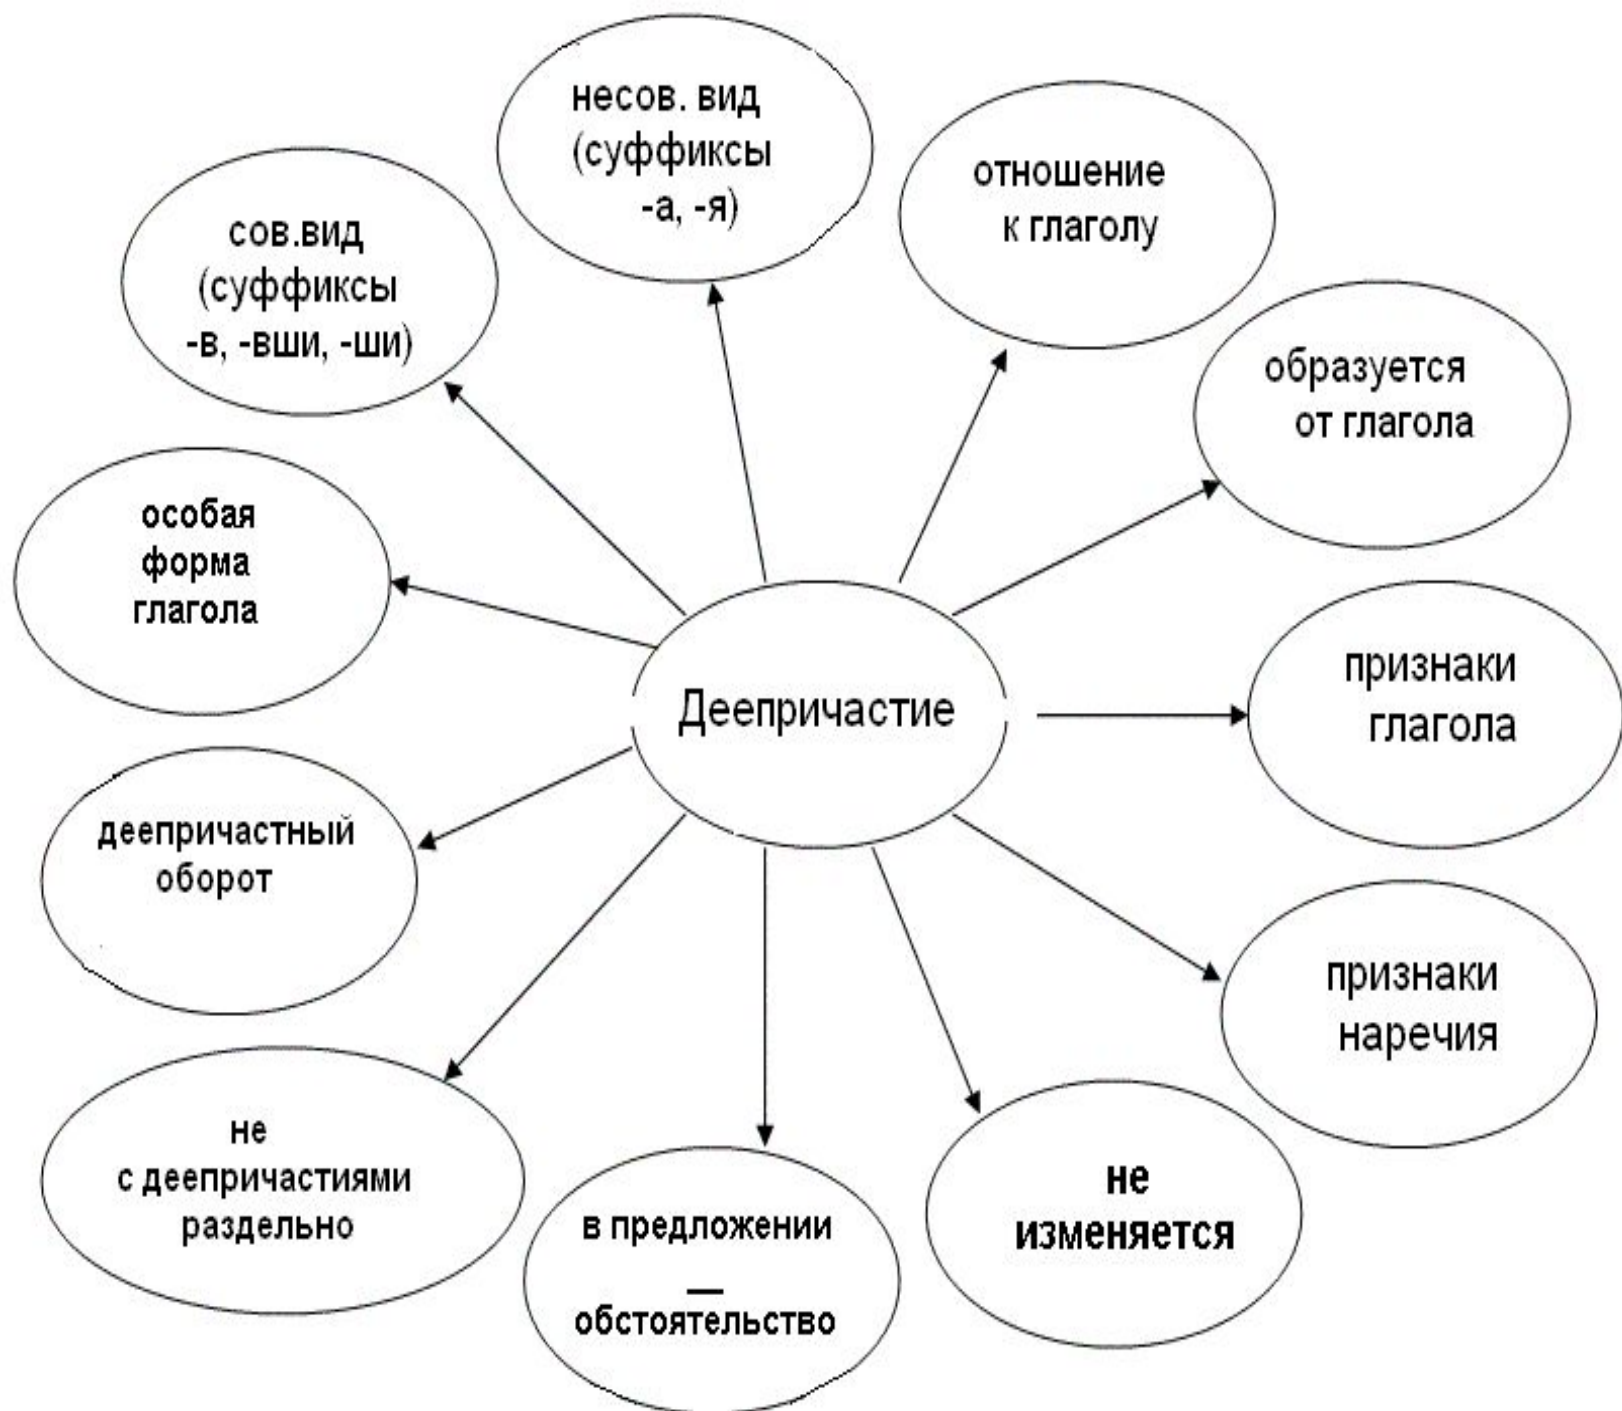 несов. вид
(суффиксы
-а, -я)
отношение
к глаголу
сов.вид
(суффиксы
-в, -вши, -ши)
образуется
от глагола
особая
форма
глагола
Деепричастие
признаки
глагола
деепричастный
оборот
признаки
наречия
не
с деепричастиями
раздельно
в предложении
—
обстоятельство
не
изменяется